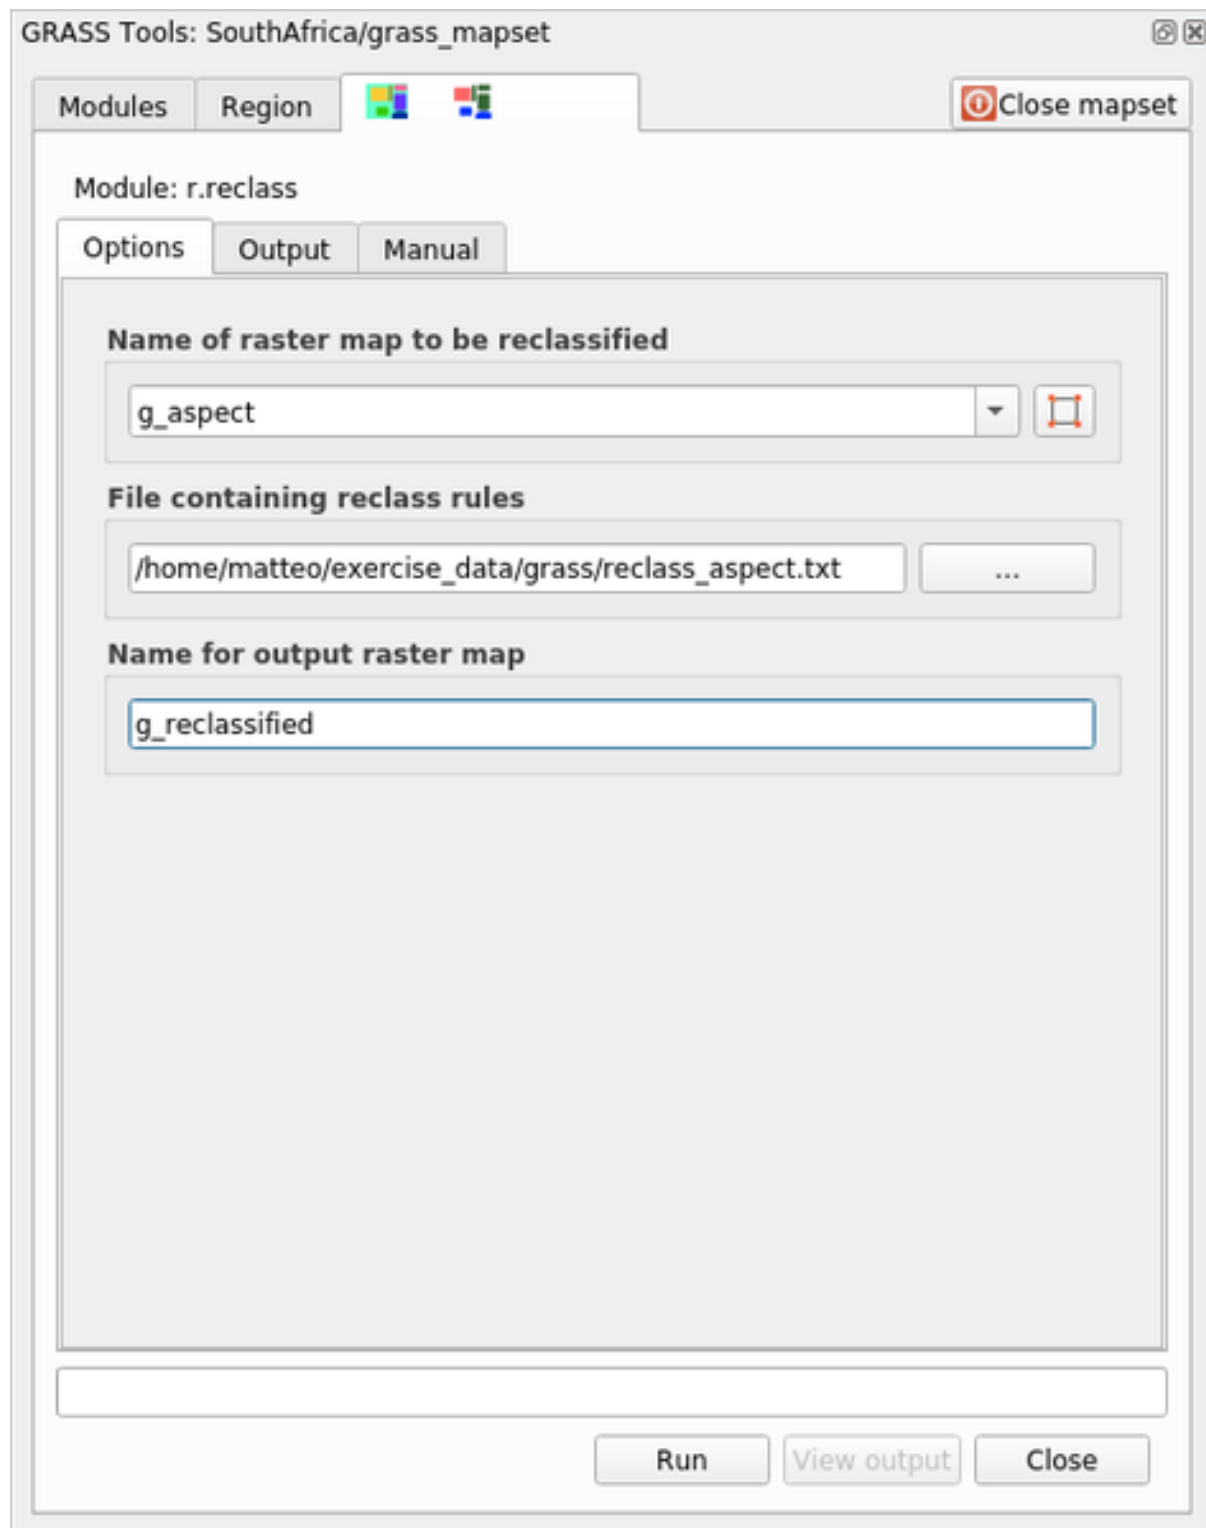 GRASS Tools: SouthAfrica/grass_mapset
Modules Region Close mapset
Module: r.reclass
Options Output Manual
Name of raster map to be reclassified
g_aspect
File containing reclass rules
/home/matteo/exercise_data/grass/reclass_aspect.txt ...
Name for output raster map
g_reclassified
Run View output Close